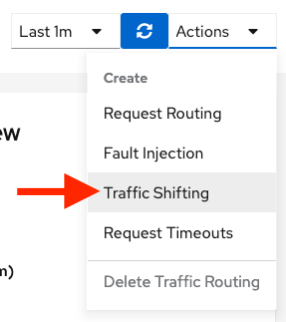 Last 1m
Actions
Create
Request Routing
ew
Fault Injection
Traffic Shifting
Request Timeouts
m)
Delete Traffic Routing